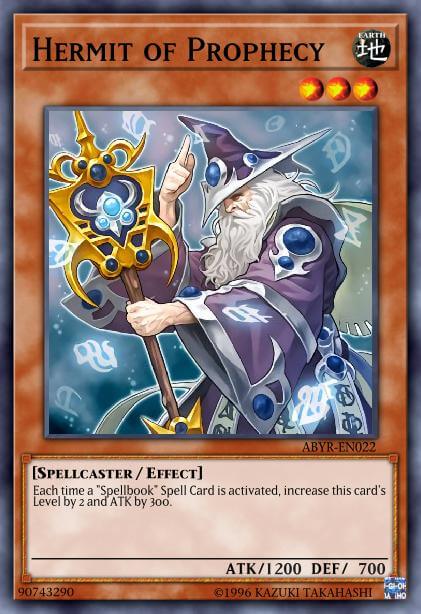 Hermit of Prophecy
EARTH
地
ABYR-EN022
[Spellcaster / Effect]
Each time a "Spellbook" Spell Card is activated, increase this card's
Level by 2 and ATK by 300.
ATK/1200 DEF/ 700
90743290
©1996 KAZUKI TAKAHASHI